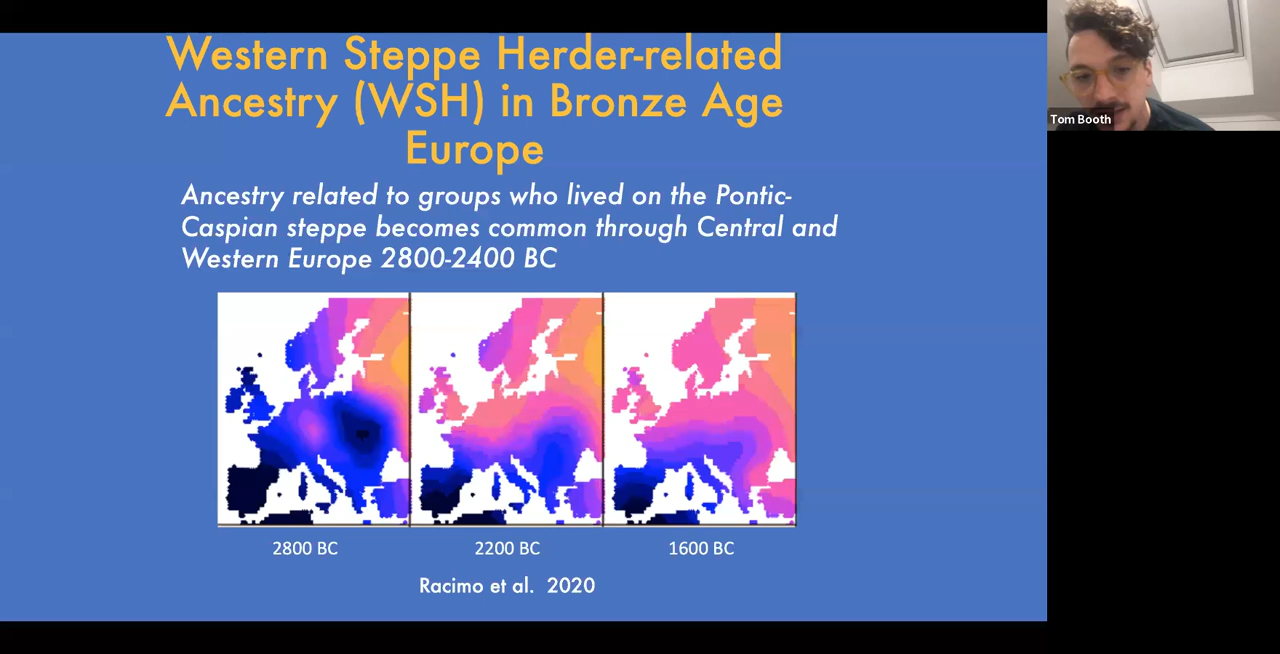 Western Steppe Herder-related
Ancestry (WSH) in Bronze Age
Europe
Ancestry related to groups who lived on the Pontic-
Caspian steppe becomes common through Central and
Western Europe 2800-2400 BC
2800 BC
2200 BC
1600 BC
Racimo et al.  2020
Tom Booth